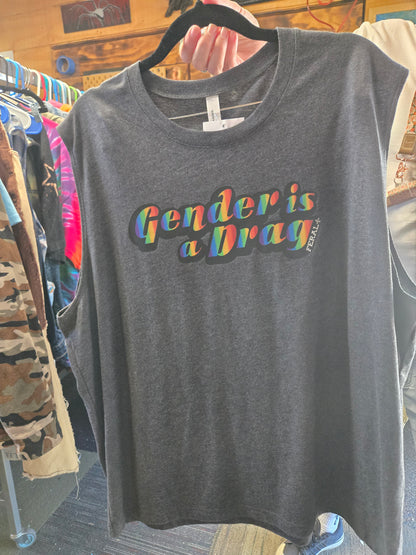 Gender is
a Drag
FERAL